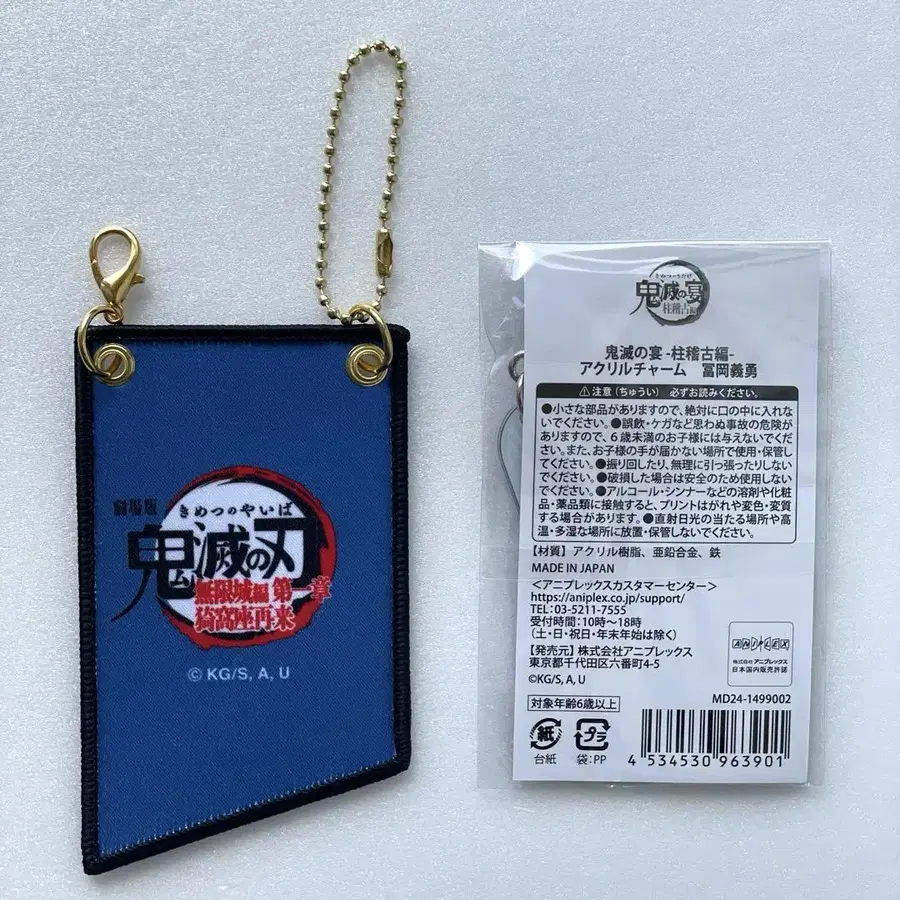 劇場版
きめつのやいば
鬼滅の刃
無限城編 第一章
猗窩座再来
©KG/S, A, U
きめつのうたげ
鬼滅の宴
柱稽古編
鬼滅の宴 -柱稽古編-
アクリルチャーム 冨岡義勇
⚠注意(ちゅうい) 必ずお読みください。
●小さな部品がありますので、絶対に口の中に入れな
いでください。●誤飲・ケガなど思わぬ事故の危険が
ありますので、6歳未満のお子様には与えないでくだ
さい。また、お子様の手が届かない場所で使用・保管し
てください。●振り回したり、無理に引っ張ったりしない
でください。●破損した場合は安全のため使用しない
でください。●アルコール・シンナーなどの溶剤や化粧
品・薬品類に接触すると、プリントはがれや変色・変質
する場合があります。●直射日光の当たる場所や高
温・多湿な場所に放置・保管しないでください。
【材質】 アクリル樹脂、亜鉛合金、鉄
MADE IN JAPAN
<アニプレックスカスタマーセンター>
https://aniplex.co.jp/support/
TEL:03-5211-7555
受付時間:10時〜18時
(土・日・祝日・年末年始は除く)
【発売元】 株式会社アニプレックス
東京都千代田区六番町4-5
©KG/S, A, U
ANIPLEX
株式会社アニプレックス
日本国内販売許諾
MD24-1499002
対象年齢6歳以上
紙
台紙
プラ
袋:PP
4 534530 963901